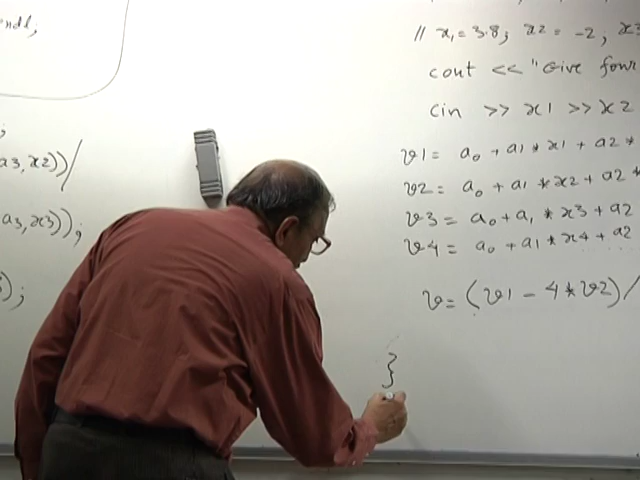 endl;
;
a3, x2))/
a3, x3));
);
// x1 = 3.8; x2 = -2, x3
cout << "Give four
cin >> x1 >> x2
v1 = a0 + a1 * x1 + a2 *
v2 = a0 + a1 * x2 + a2 *
v3 = a0 + a1 * x3 + a2
v4 = a0 + a1 * x4 + a2
v = (v1 - 4 * v2) /
}